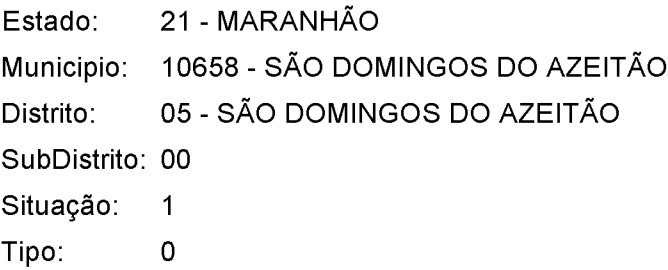 Estado: 21 - MARANHÃO
Municipio: 10658 - SÃO DOMINGOS DO AZEITÃO
Distrito: 05 - SÃO DOMINGOS DO AZEITÃO
SubDistrito: 00
Situação: 1
Tipo: 0